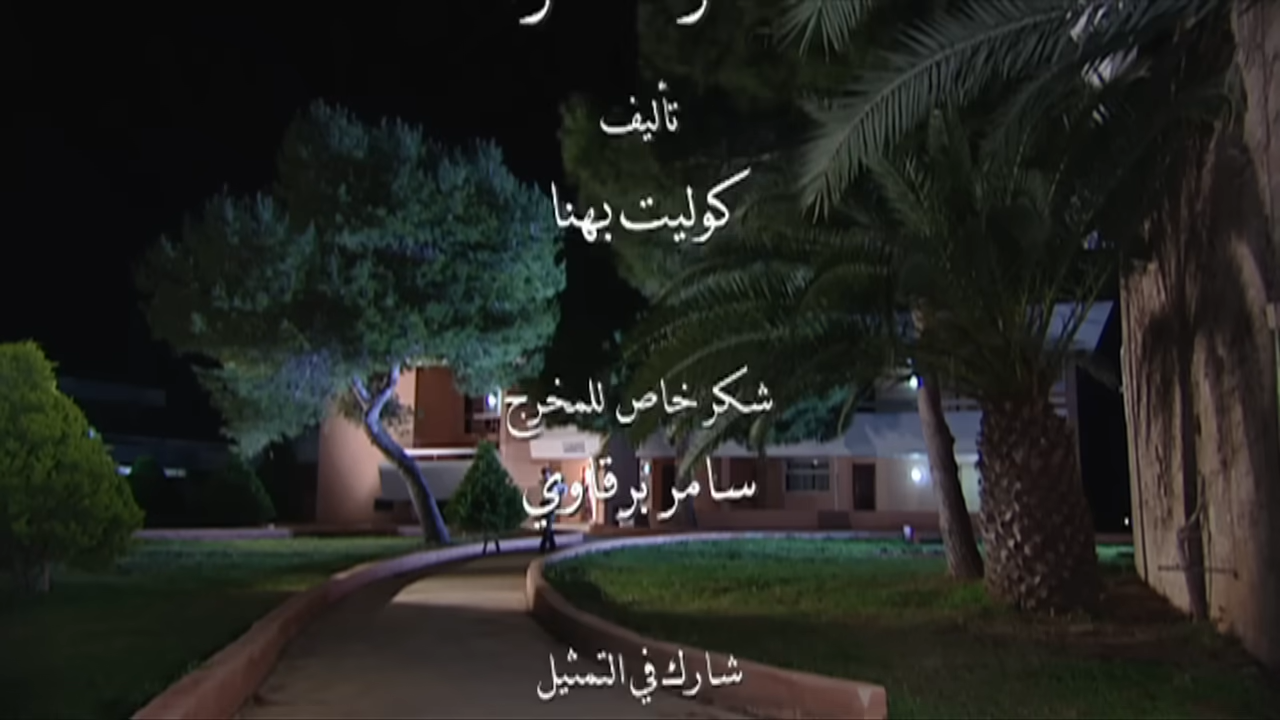 تأليف
كوليت بهنا
شكر خاص للمخرج
سامر برقاوي
شارك في التمثيل